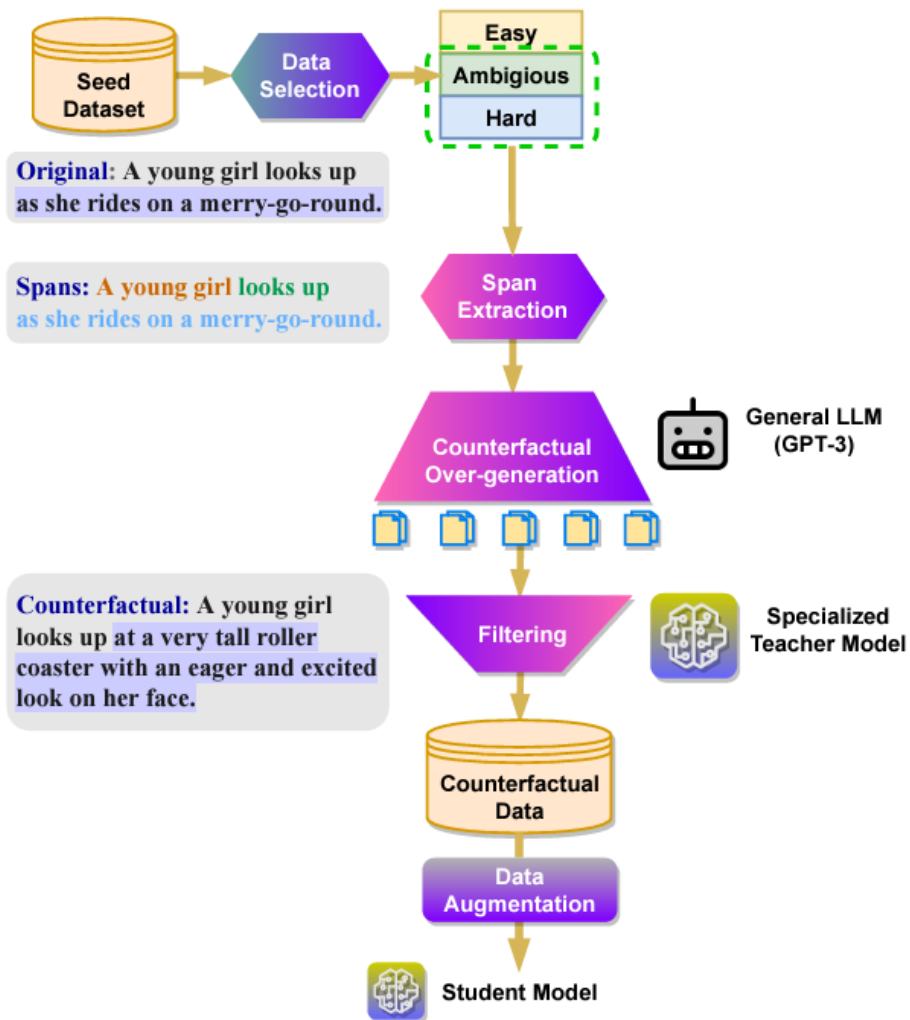 Seed
Dataset
Data
Selection
Easy
Ambigious
Hard
Original: A young girl looks up
as she rides on a merry-go-round.
Spans: A young girl looks up
as she rides on a merry-go-round.
Span
Extraction
Counterfactual
Over-generation
General LLM
(GPT-3)
Counterfactual: A young girl
looks up at a very tall roller
coaster with an eager and excited
look on her face.
Filtering
Specialized
Teacher Model
Counterfactual
Data
Data
Augmentation
Student Model